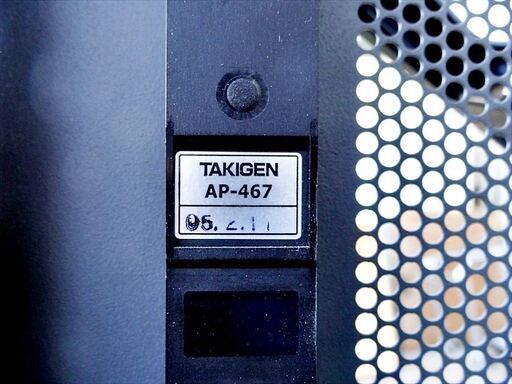 TAKIGEN
AP-467
05. 2.11